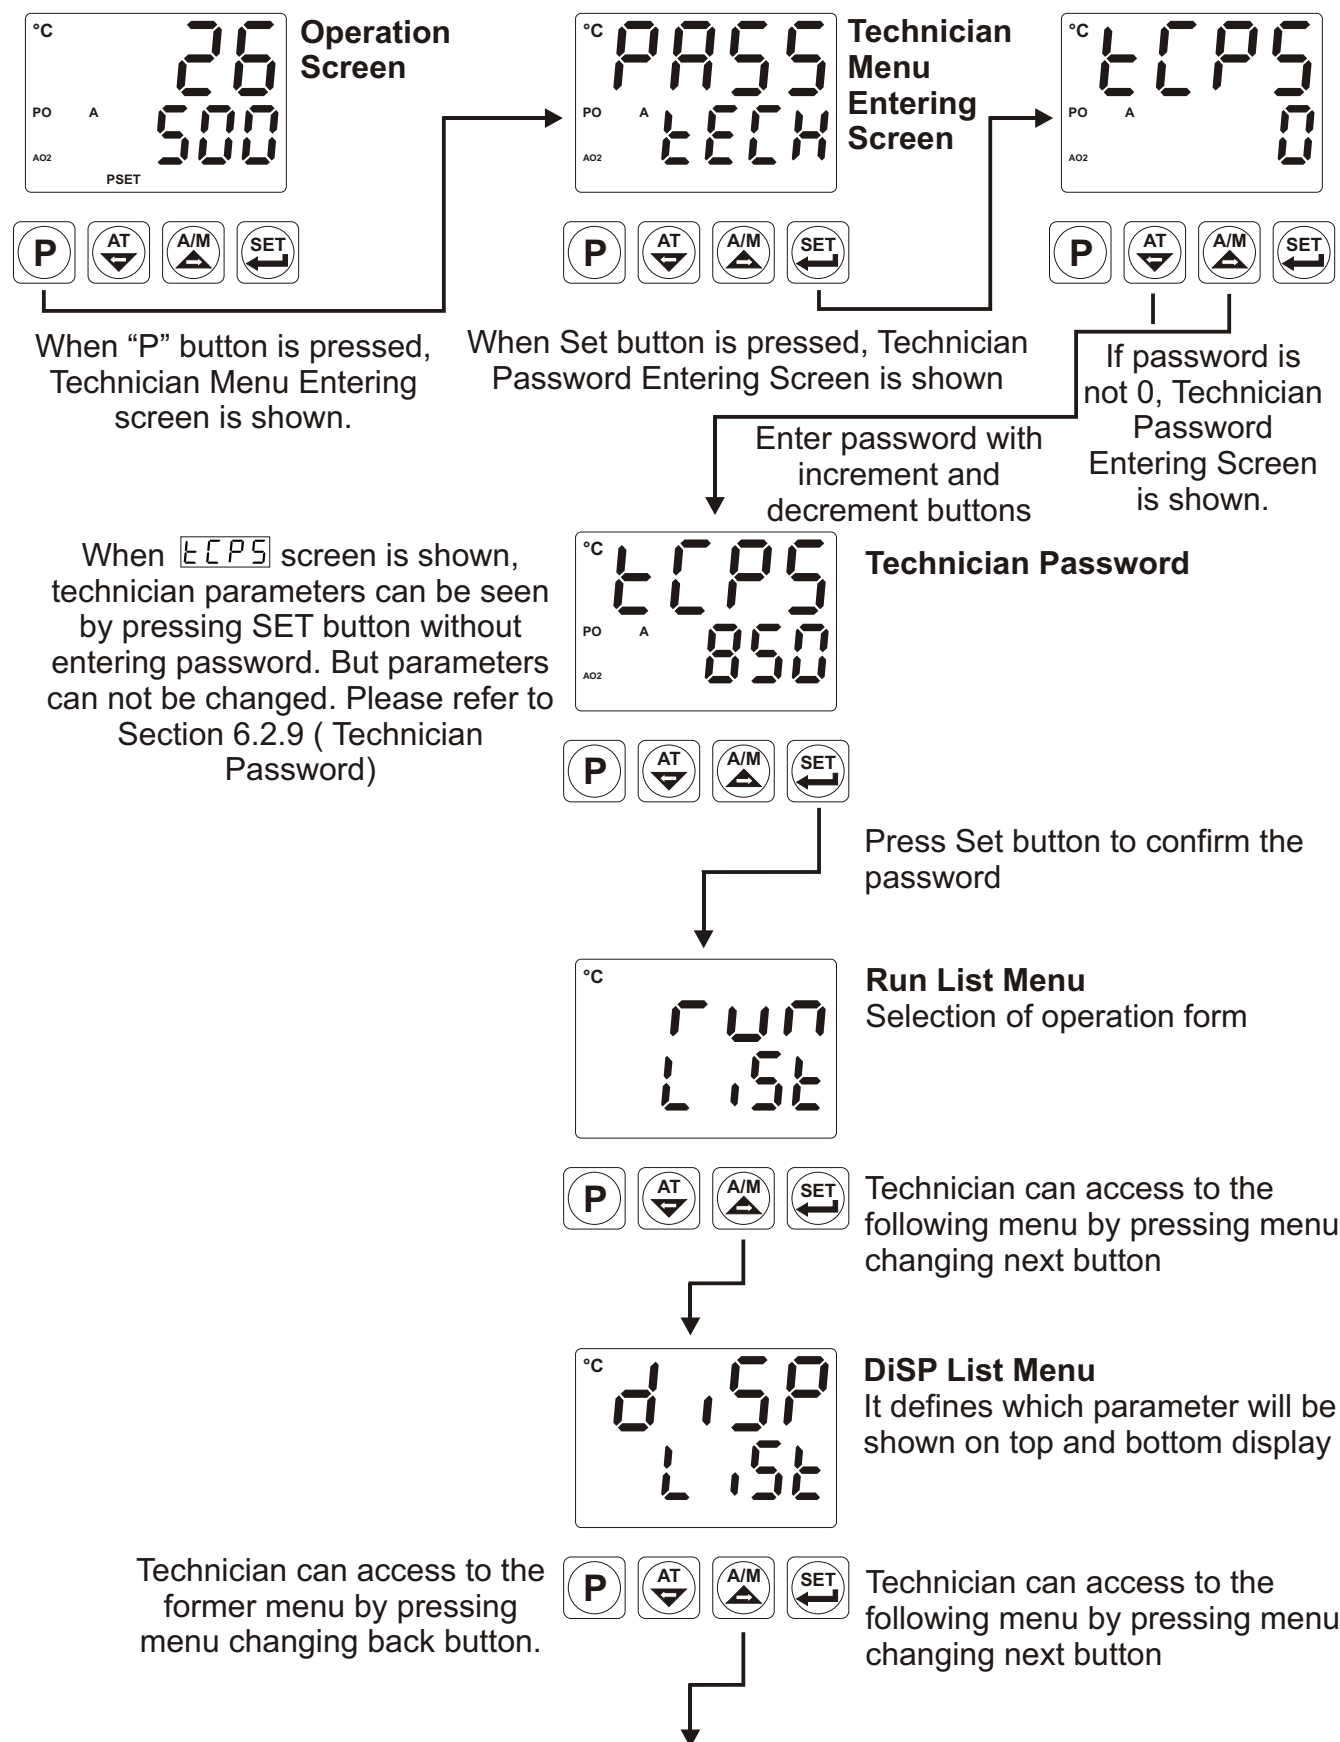 °C
26
PO A
500
AO2
PSET
Operation
Screen
°C
PASS
PO A
tECH
AO2
Technician
Menu
Entering
Screen
°C
tCPS
PO A
0
AO2
P AT A/M SET
P AT A/M SET
P AT A/M SET
When “P” button is pressed,
Technician Menu Entering
screen is shown.
When Set button is pressed, Technician
Password Entering Screen is shown
If password is
not 0, Technician
Password
Entering Screen
is shown.
Enter password with
increment and
decrement buttons
When tCPS screen is shown,
technician parameters can be seen
by pressing SET button without
entering password. But parameters
can not be changed. Please refer to
Section 6.2.9 ( Technician
Password)
°C
tCPS
PO A
850
AO2
Technician Password
P AT A/M SET
Press Set button to confirm the
password
°C
run
LiSt
Run List Menu
Selection of operation form
P AT A/M SET
Technician can access to the
following menu by pressing menu
changing next button
°C
diSP
LiSt
DiSP List Menu
It defines which parameter will be
shown on top and bottom display
Technician can access to the
former menu by pressing
menu changing back button.
P AT A/M SET
Technician can access to the
following menu by pressing menu
changing next button